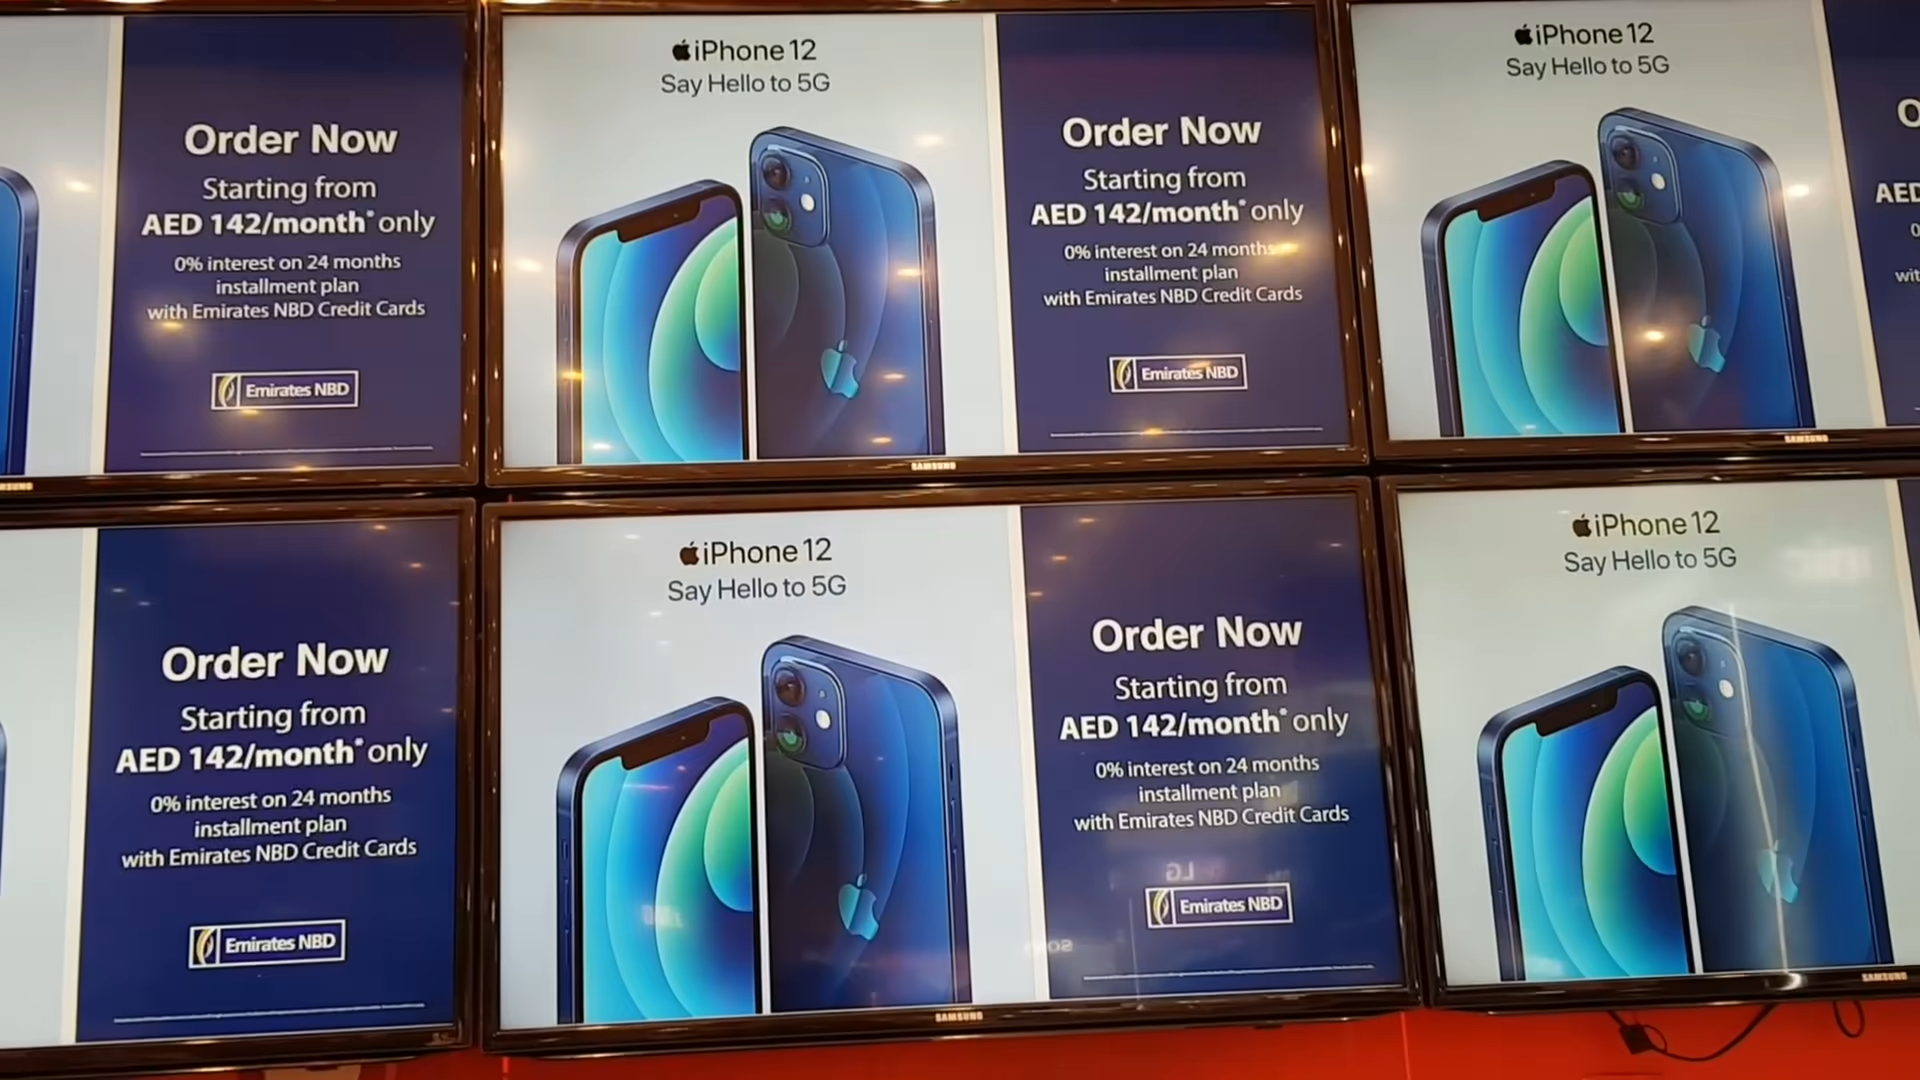 Order Now
Starting from
AED 142/month* only
0% interest on 24 months
installment plan
with Emirates NBD Credit Cards
Emirates NBD
iPhone 12
Say Hello to 5G
Order Now
Starting from
AED 142/month* only
0% interest on 24 months
installment plan
with Emirates NBD Credit Cards
Emirates NBD
SAMSUNG
iPhone 12
Say Hello to 5G
AED
SAMSUNG
Order Now
Starting from
AED 142/month* only
0% interest on 24 months
installment plan
with Emirates NBD Credit Cards
Emirates NBD
iPhone 12
Say Hello to 5G
Order Now
Starting from
AED 142/month* only
0% interest on 24 months
installment plan
with Emirates NBD Credit Cards
LG
Emirates NBD
SAMSUNG
iPhone 12
Say Hello to 5G
SAMSUNG